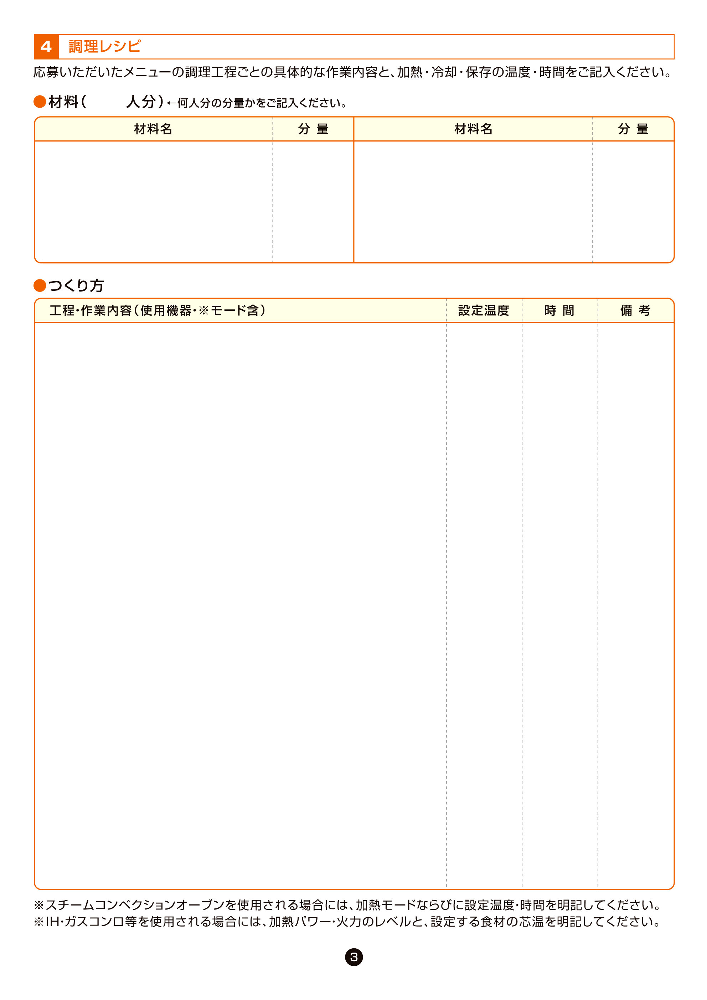 4 調理レシピ
応募いただいたメニューの調理工程ごとの具体的な作業内容と、加熱・冷却・保存の温度・時間をご記入ください。
●材料(　　人分)←何人分の分量かをご記入ください。
材料名 分量 材料名 分量
●つくり方
工程・作業内容(使用機器・※モード含) 設定温度 時間 備考
※スチームコンベクションオーブンを使用される場合には、加熱モードならびに設定温度・時間を明記してください。
※IH・ガスコンロ等を使用される場合には、加熱パワー・火力のレベルと、設定する食材の芯温を明記してください。
3